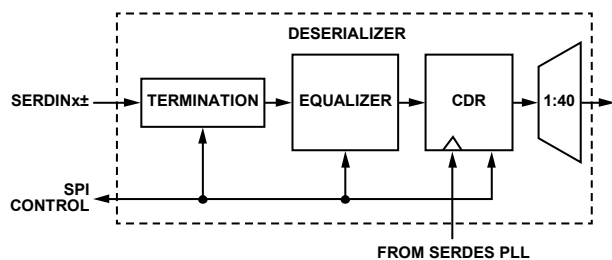 DESERIALIZER
SERDINx±
TERMINATION
EQUALIZER
CDR
1:40
SPI
CONTROL
FROM SERDES PLL